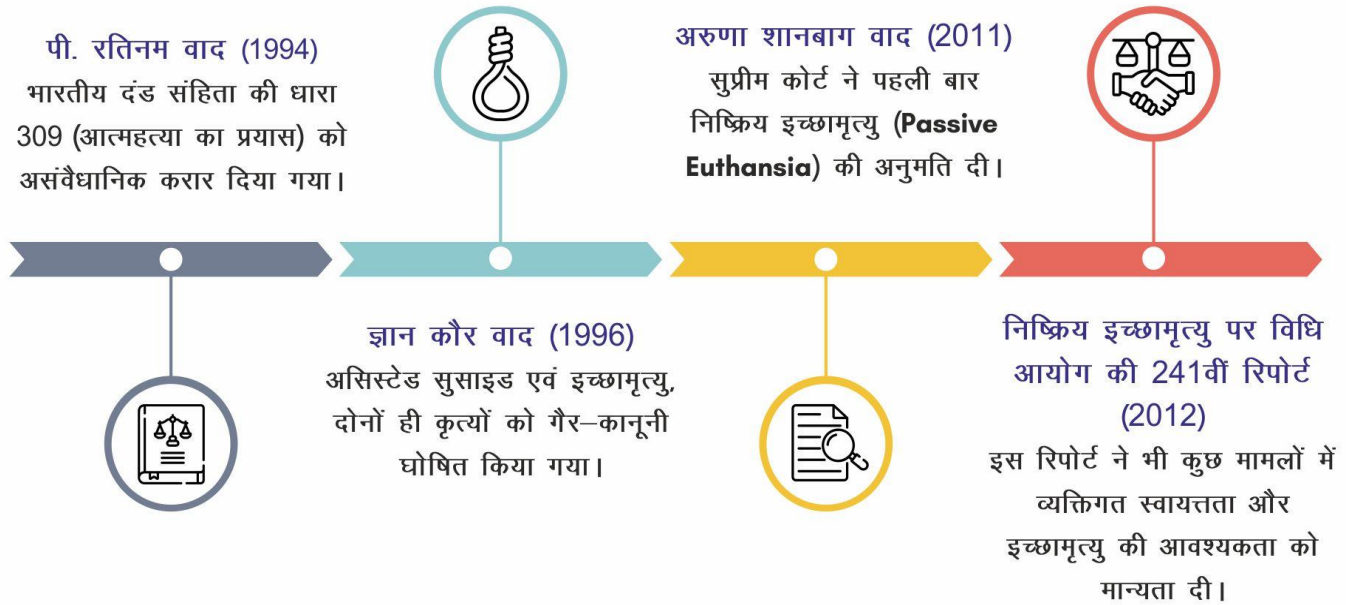 पी. रतिनम वाद (1994)
भारतीय दंड संहिता की धारा
309 (आत्महत्या का प्रयास) को
असंवैधानिक करार दिया गया।
ज्ञान कौर वाद (1996)
असिस्टेड सुसाइड एवं इच्छामृत्यु,
दोनों ही कृत्यों को गैर–कानूनी
घोषित किया गया।
अरुणा शानबाग वाद (2011)
सुप्रीम कोर्ट ने पहली बार
निष्क्रिय इच्छामृत्यु (Passive
Euthansia) की अनुमति दी।
निष्क्रिय इच्छामृत्यु पर विधि
आयोग की 241वीं रिपोर्ट
(2012)
इस रिपोर्ट ने भी कुछ मामलों में
व्यक्तिगत स्वायत्तता और
इच्छामृत्यु की आवश्यकता को
मान्यता दी।